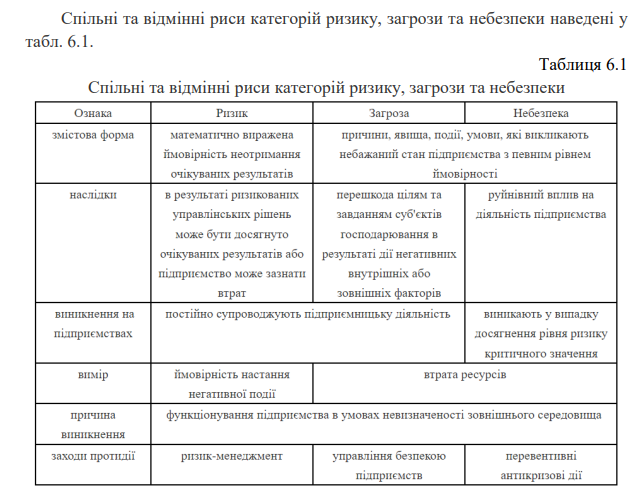 Спільні та відмінні риси категорій ризику, загрози та небезпеки наведені у
табл. 6.1.
Таблиця 6.1
Спільні та відмінні риси категорій ризику, загрози та небезпеки
Ознака Ризик Загроза Небезпека
змістова форма
математично виражена
ймовірність неотримання
очікуваних результатів
причини, явища, події, умови, які викликають
небажаний стан підприємства з певним рівнем
ймовірності
наслідки
в результаті ризикованих
управлінських рішень
може бути досягнуто
очікуваних результатів або
підприємство може зазнати
втрат
перешкода цілям та
завданням суб'єктів
господарювання в
результаті дії негативних
внутрішніх або
зовнішніх факторів
руйнівний вплив на
діяльність підприємства
виникнення на
підприємствах
постійно супроводжують підприємницьку діяльність
виникають у випадку
досягнення рівня ризику
критичного значення
вимір
ймовірність настання
негативної події
втрата ресурсів
причина
виникнення
функціонування підприємства в умовах невизначеності зовнішнього середовища
заходи протидії
ризик-менеджмент
управління безпекою
підприємств
перевентивні
антикризові дії